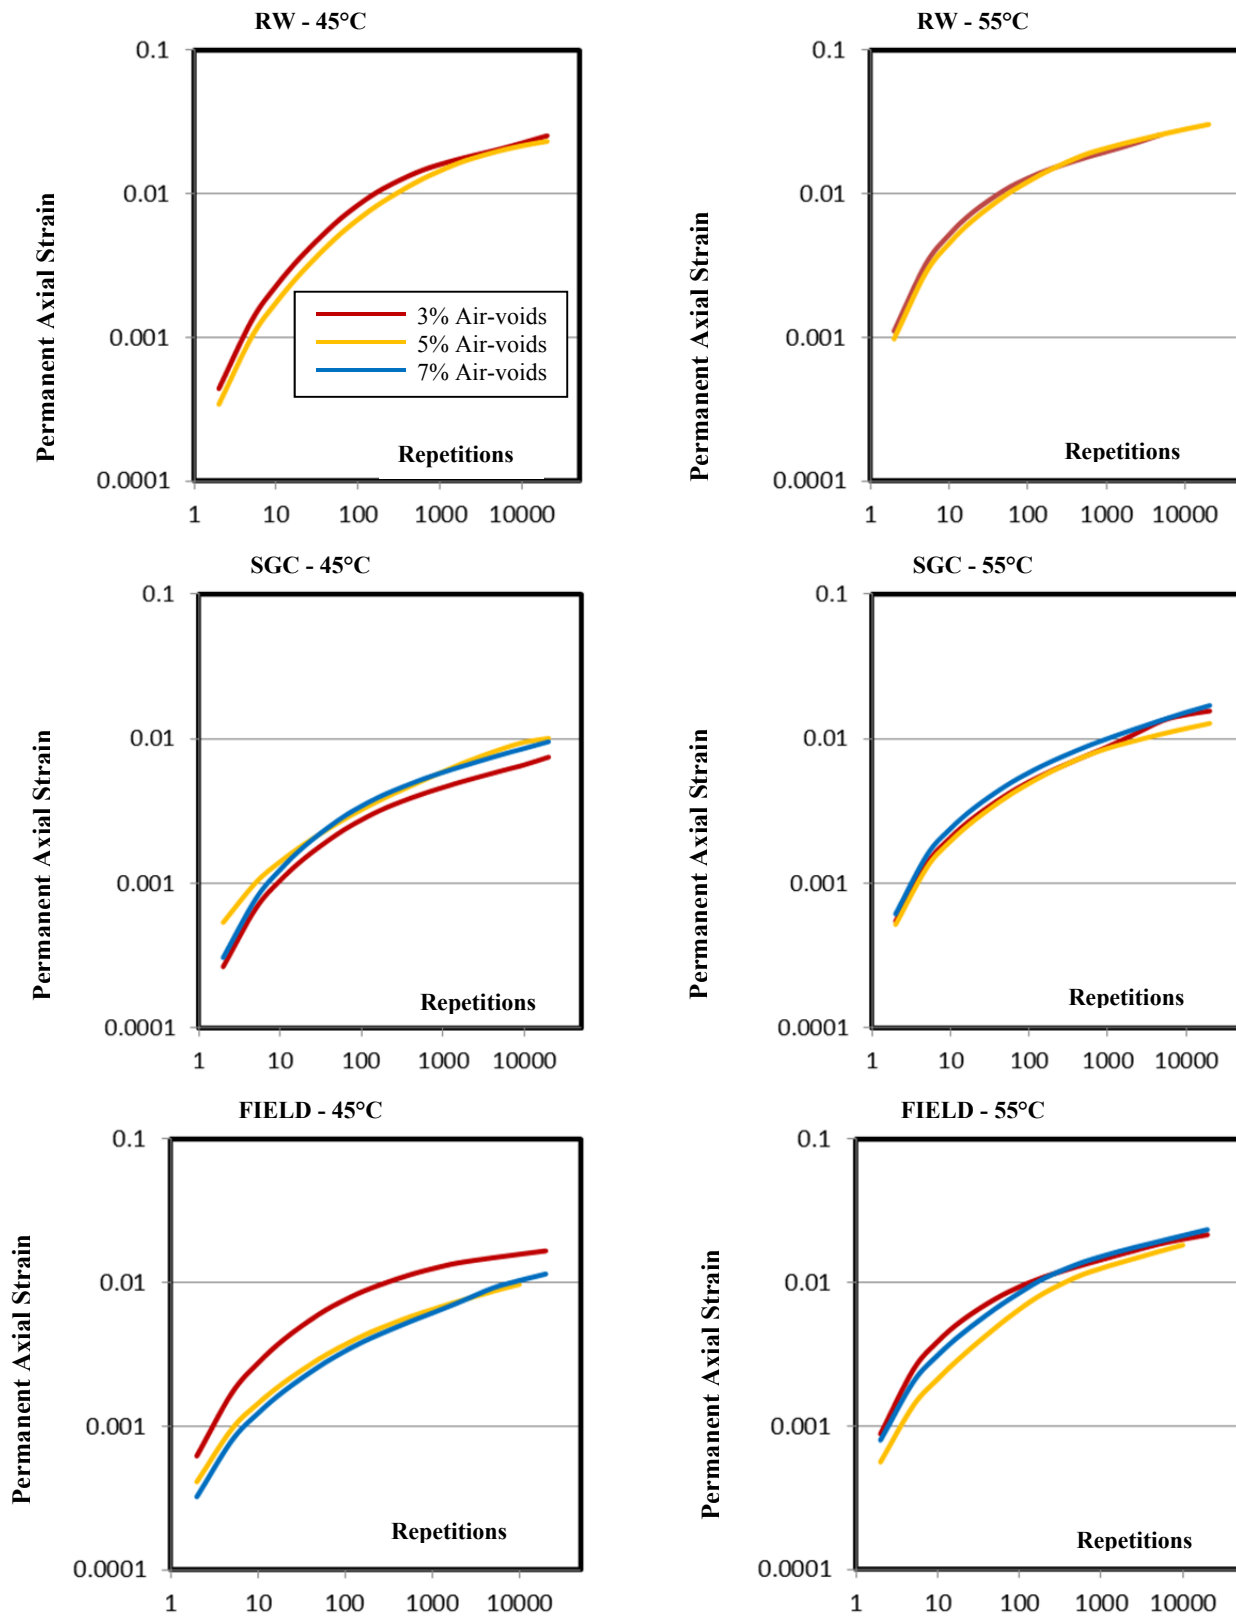 RW - 45°C
0.1
0.01
0.001
0.0001
Permanent Axial Strain
3% Air-voids
5% Air-voids
7% Air-voids
Repetitions
1 10 100 1000 10000
RW - 55°C
0.1
0.01
0.001
0.0001
Permanent Axial Strain
Repetitions
1 10 100 1000 10000
SGC - 45°C
0.1
0.01
0.001
0.0001
Permanent Axial Strain
Repetitions
1 10 100 1000 10000
SGC - 55°C
0.1
0.01
0.001
0.0001
Permanent Axial Strain
Repetitions
1 10 100 1000 10000
FIELD - 45°C
0.1
0.01
0.001
0.0001
Permanent Axial Strain
Repetitions
1 10 100 1000 10000
FIELD - 55°C
0.1
0.01
0.001
0.0001
Permanent Axial Strain
Repetitions
1 10 100 1000 10000